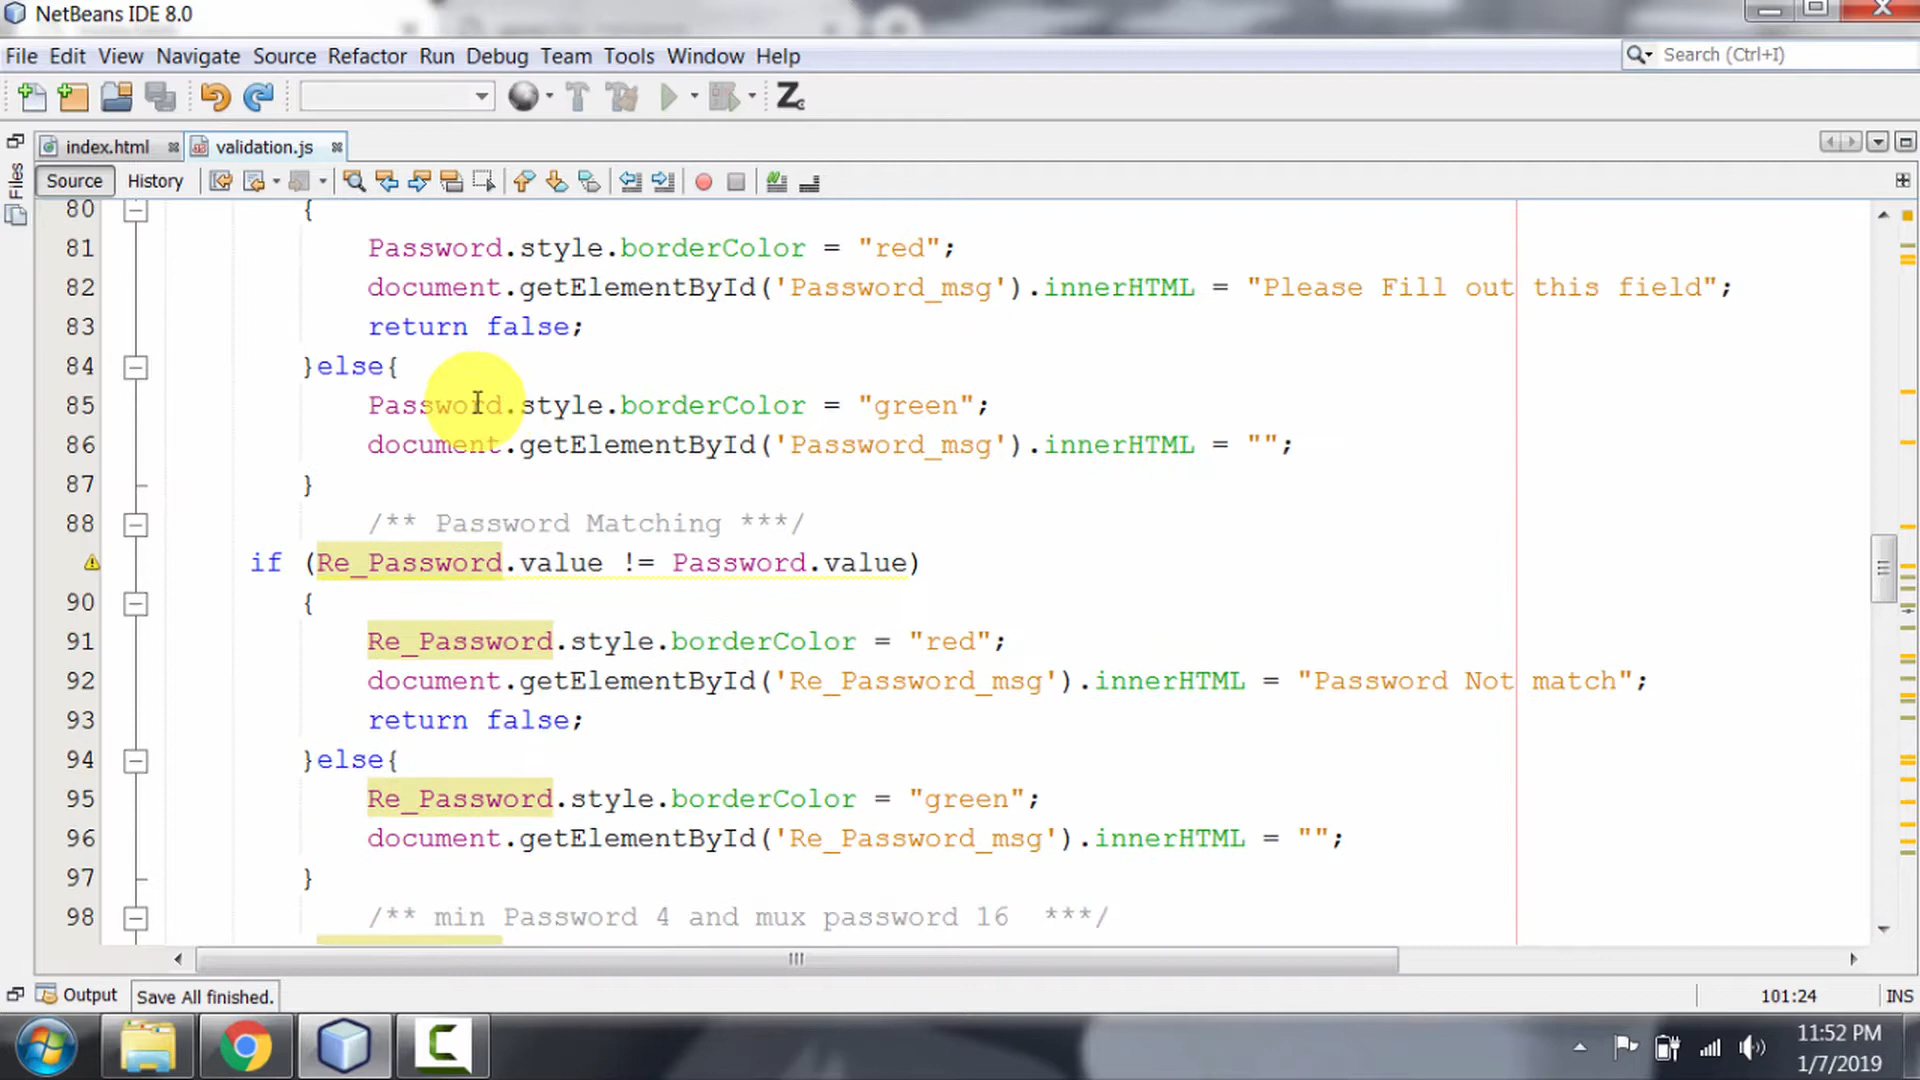 NetBeans IDE 8.0
File Edit View Navigate Source Refactor Run Debug Team Tools Window Help
Search (Ctrl+I)
index.html validation.js
Files
Source History
80 {
81 Password.style.borderColor = "red";
82 document.getElementById('Password_msg').innerHTML = "Please Fill out this field";
83 return false;
84 }else{
85 Password.style.borderColor = "green";
86 document.getElementById('Password_msg').innerHTML = "";
87 }
88 /** Password Matching ***/
if (Re_Password.value != Password.value)
90 {
91 Re_Password.style.borderColor = "red";
92 document.getElementById('Re_Password_msg').innerHTML = "Password Not match";
93 return false;
94 }else{
95 Re_Password.style.borderColor = "green";
96 document.getElementById('Re_Password_msg').innerHTML = "";
97 }
98 /** min Password 4 and mux password 16 ***/
Output Save All finished. 101:24 INS
11:52 PM
1/7/2019